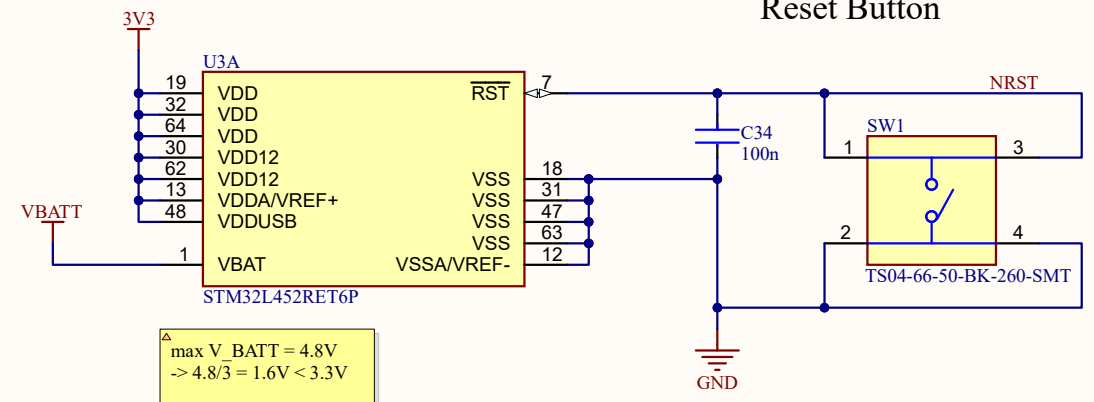 Reset Button
3V3
U3A
19 VDD
32 VDD
64 VDD
30 VDD12
62 VDD12
13 VDDA/VREF+
48 VDDUSB
VBATT
1 VBAT
RST 7
VSS 18
VSS 31
VSS 47
VSS 63
VSSA/VREF- 12
STM32L452RET6P
C34
100n
NRST
SW1
1
3
2
4
TS04-66-50-BK-260-SMT
GND
max V_BATT = 4.8V
-> 4.8/3 = 1.6V < 3.3V